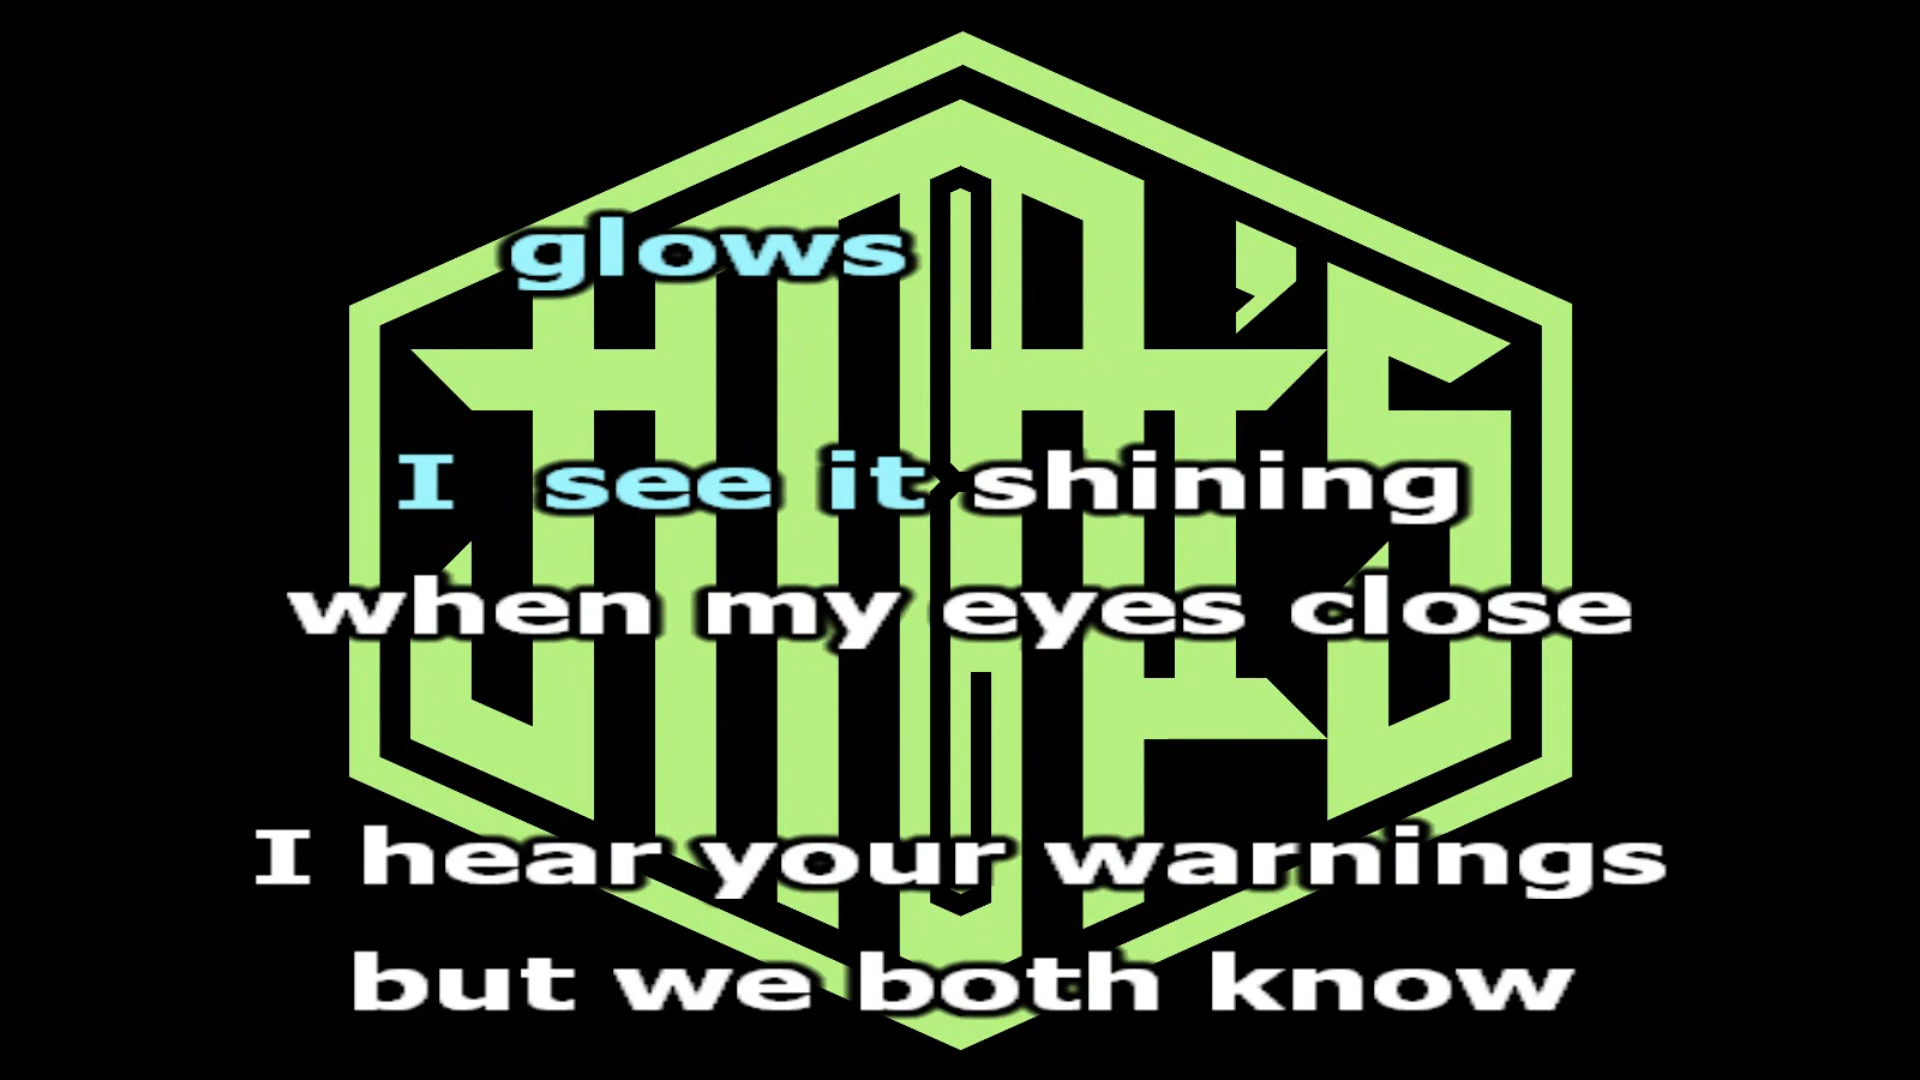 glows
I see it shining
when my eyes close
I hear your warnings
but we both know